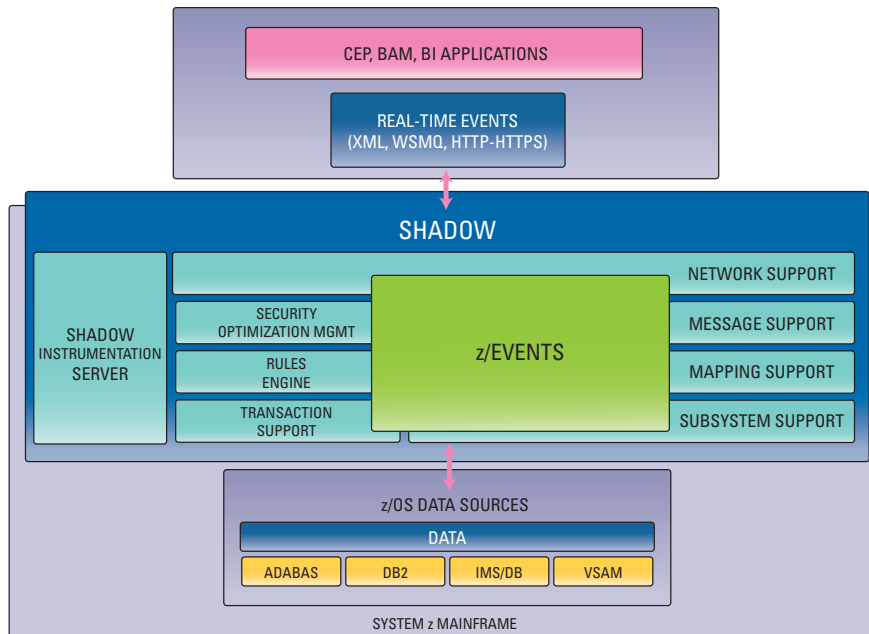 CEP, BAM, BI APPLICATIONS
REAL-TIME EVENTS
(XML, WSMQ, HTTP-HTTPS)
SHADOW
SHADOW
INSTRUMENTATION
SERVER
NETWORK SUPPORT
SECURITY
OPTIMIZATION MGMT
MESSAGE SUPPORT
z/EVENTS
RULES
ENGINE
MAPPING SUPPORT
TRANSACTION
SUPPORT
SUBSYSTEM SUPPORT
z/OS DATA SOURCES
DATA
ADABAS
DB2
IMS/DB
VSAM
SYSTEM z MAINFRAME